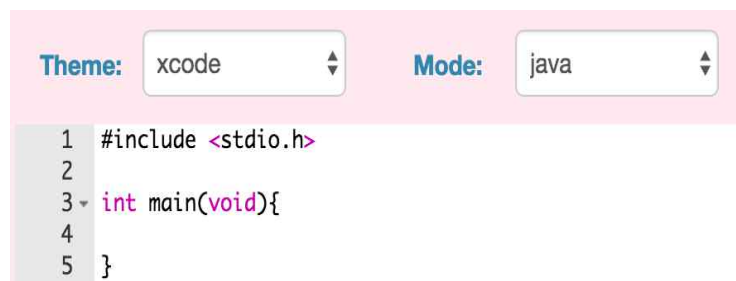 Theme: xcode Mode: java
1 #include <stdio.h>
2
3 int main(void){
4
5 }